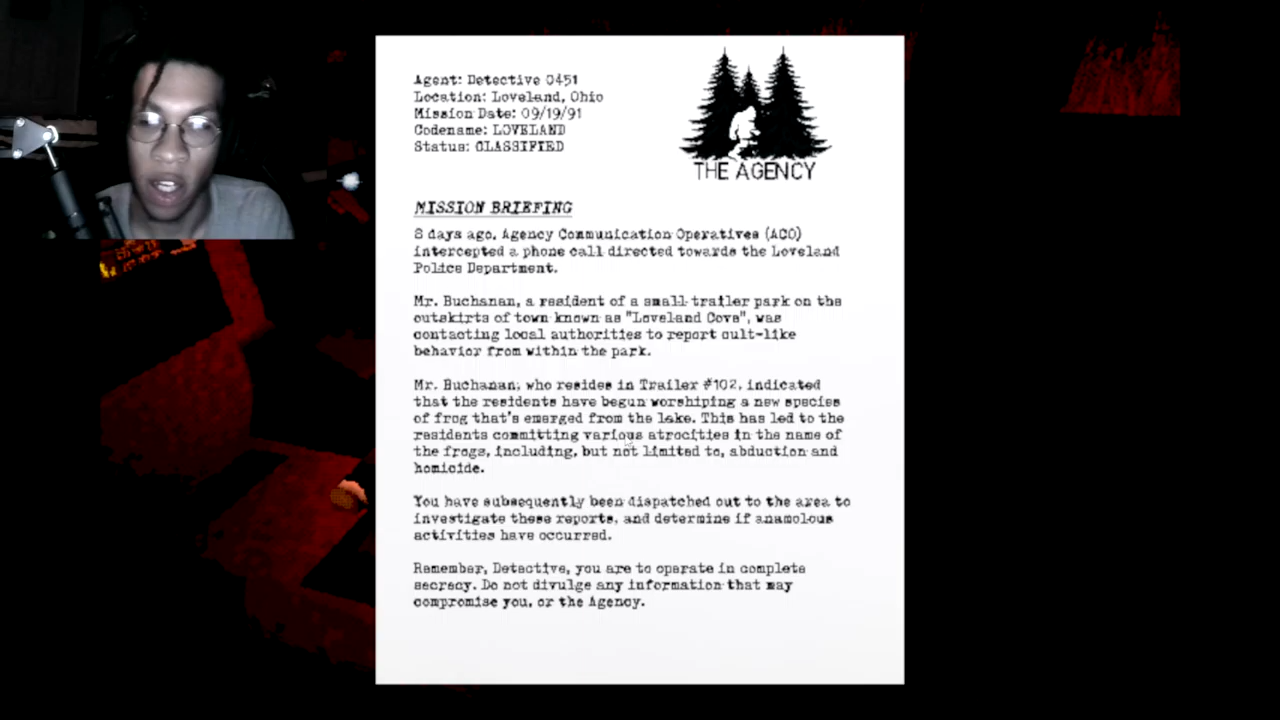 Agent: Detective 0451
Location: Loveland, Ohio
Mission Date: 09/19/91
Codename: LOVELAND
Status: CLASSIFIED
THE AGENCY
MISSION BRIEFING
8 days ago, Agency Communication Operatives (ACO)
intercepted a phone call directed towards the Loveland
Police Department.
Mr. Buchanan, a resident of a small trailer park on the
outskirts of town known as "Loveland Cove", was
contacting local authorities to report cult-like
behavior from within the park.
Mr. Buchanan, who resides in Trailer #102, indicated
that the residents have begun worshiping a new species
of frog that's emerged from the lake. This has led to the
residents committing various atrocities in the name of
the frogs, including, but not limited to, abduction and
homicide.
You have subsequently been dispatched out to the area to
investigate these reports, and determine if anamolous
activities have occurred.
Remember, Detective, you are to operate in complete
secrecy. Do not divulge any information that may
compromise you, or the Agency.